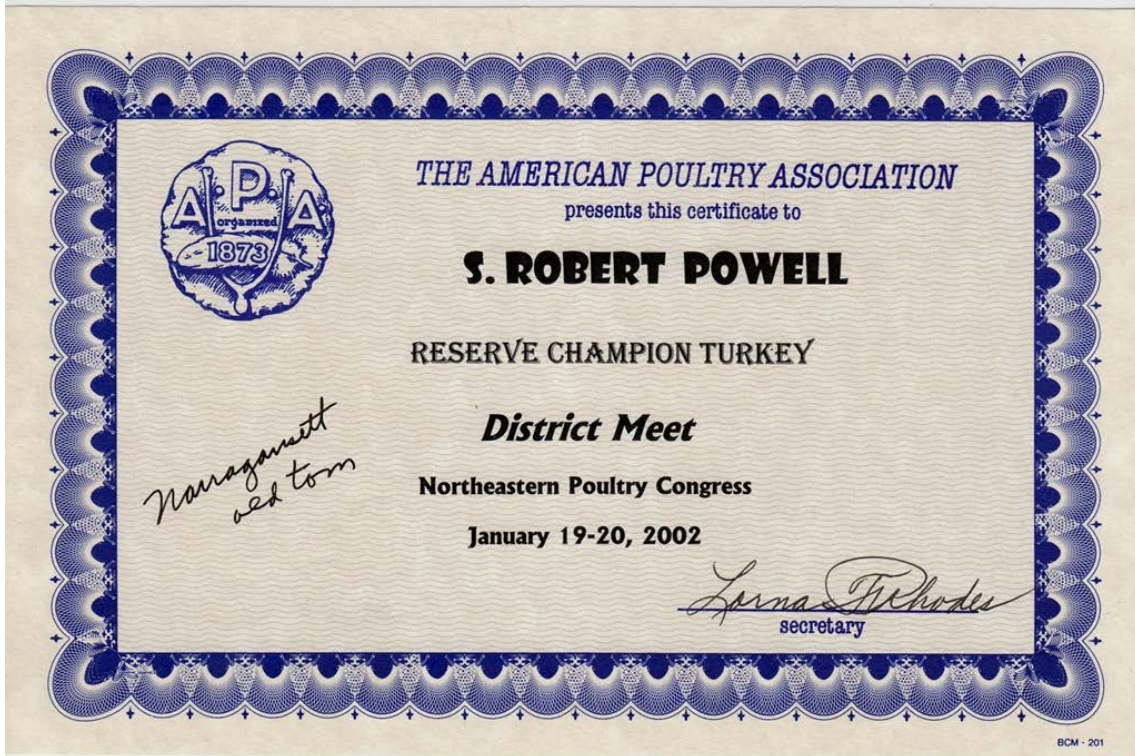 A.P.A
organized
1873
THE AMERICAN POULTRY ASSOCIATION
presents this certificate to
S. ROBERT POWELL
RESERVE CHAMPION TURKEY
District Meet
Northeastern Poultry Congress
January 19-20, 2002
Narragansett
old tom
Lorna F Rhodes
secretary
BCM - 201